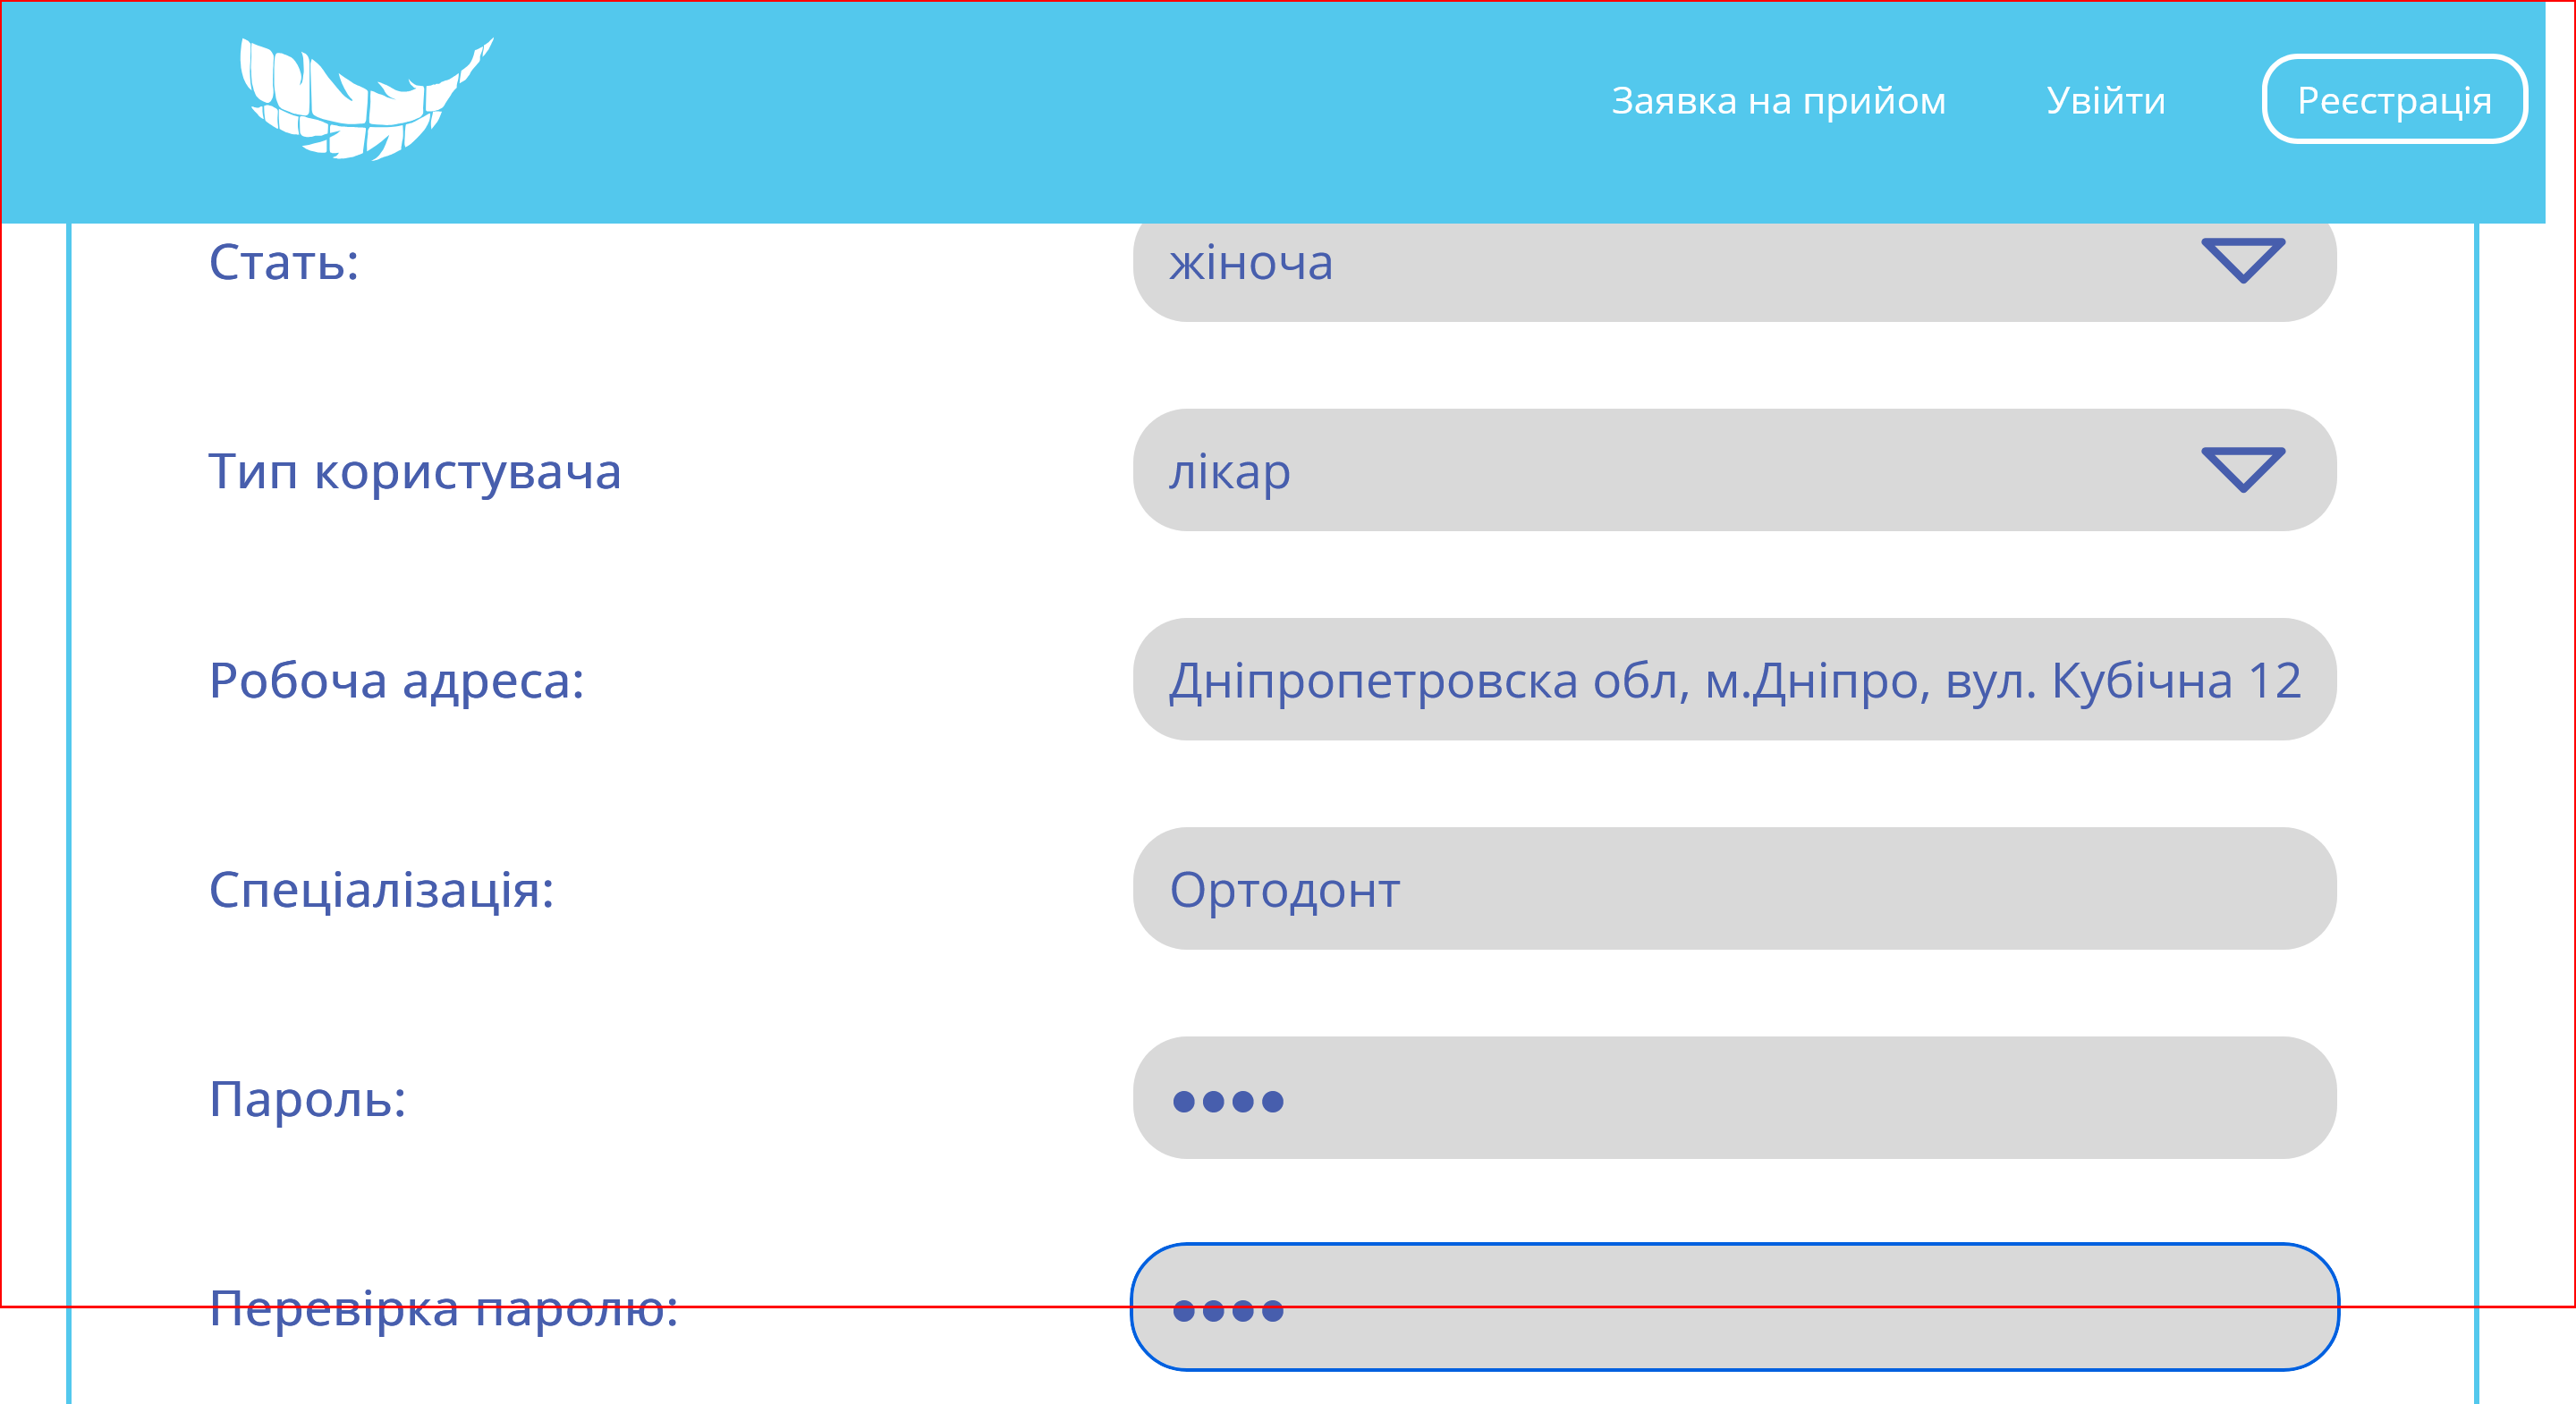 Заявка на прийом Увійти Реєстрація
Стать: жіноча
Тип користувача лікар
Робоча адреса: Дніпропетровска обл, м.Дніпро, вул. Кубічна 12
Спеціалізація: Ортодонт
Пароль: ●●●●
Перевірка паролю: ●●●●